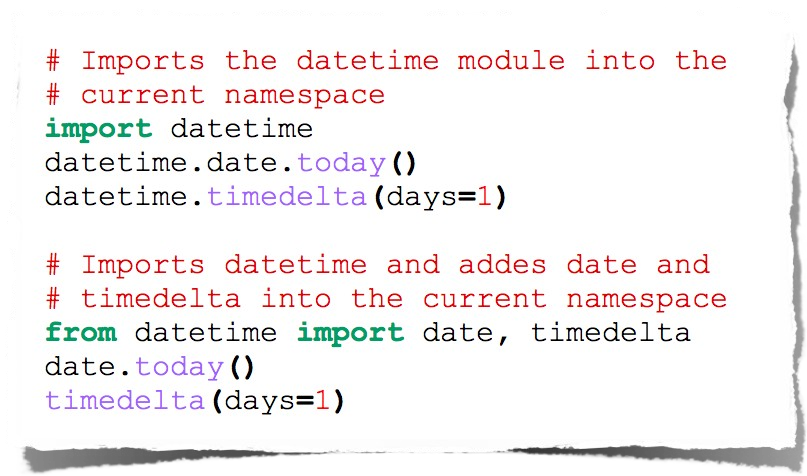 # Imports the datetime module into the
# current namespace
import datetime
datetime.date.today()
datetime.timedelta(days=1)
# Imports datetime and addes date and
# timedelta into the current namespace
from datetime import date, timedelta
date.today()
timedelta(days=1)